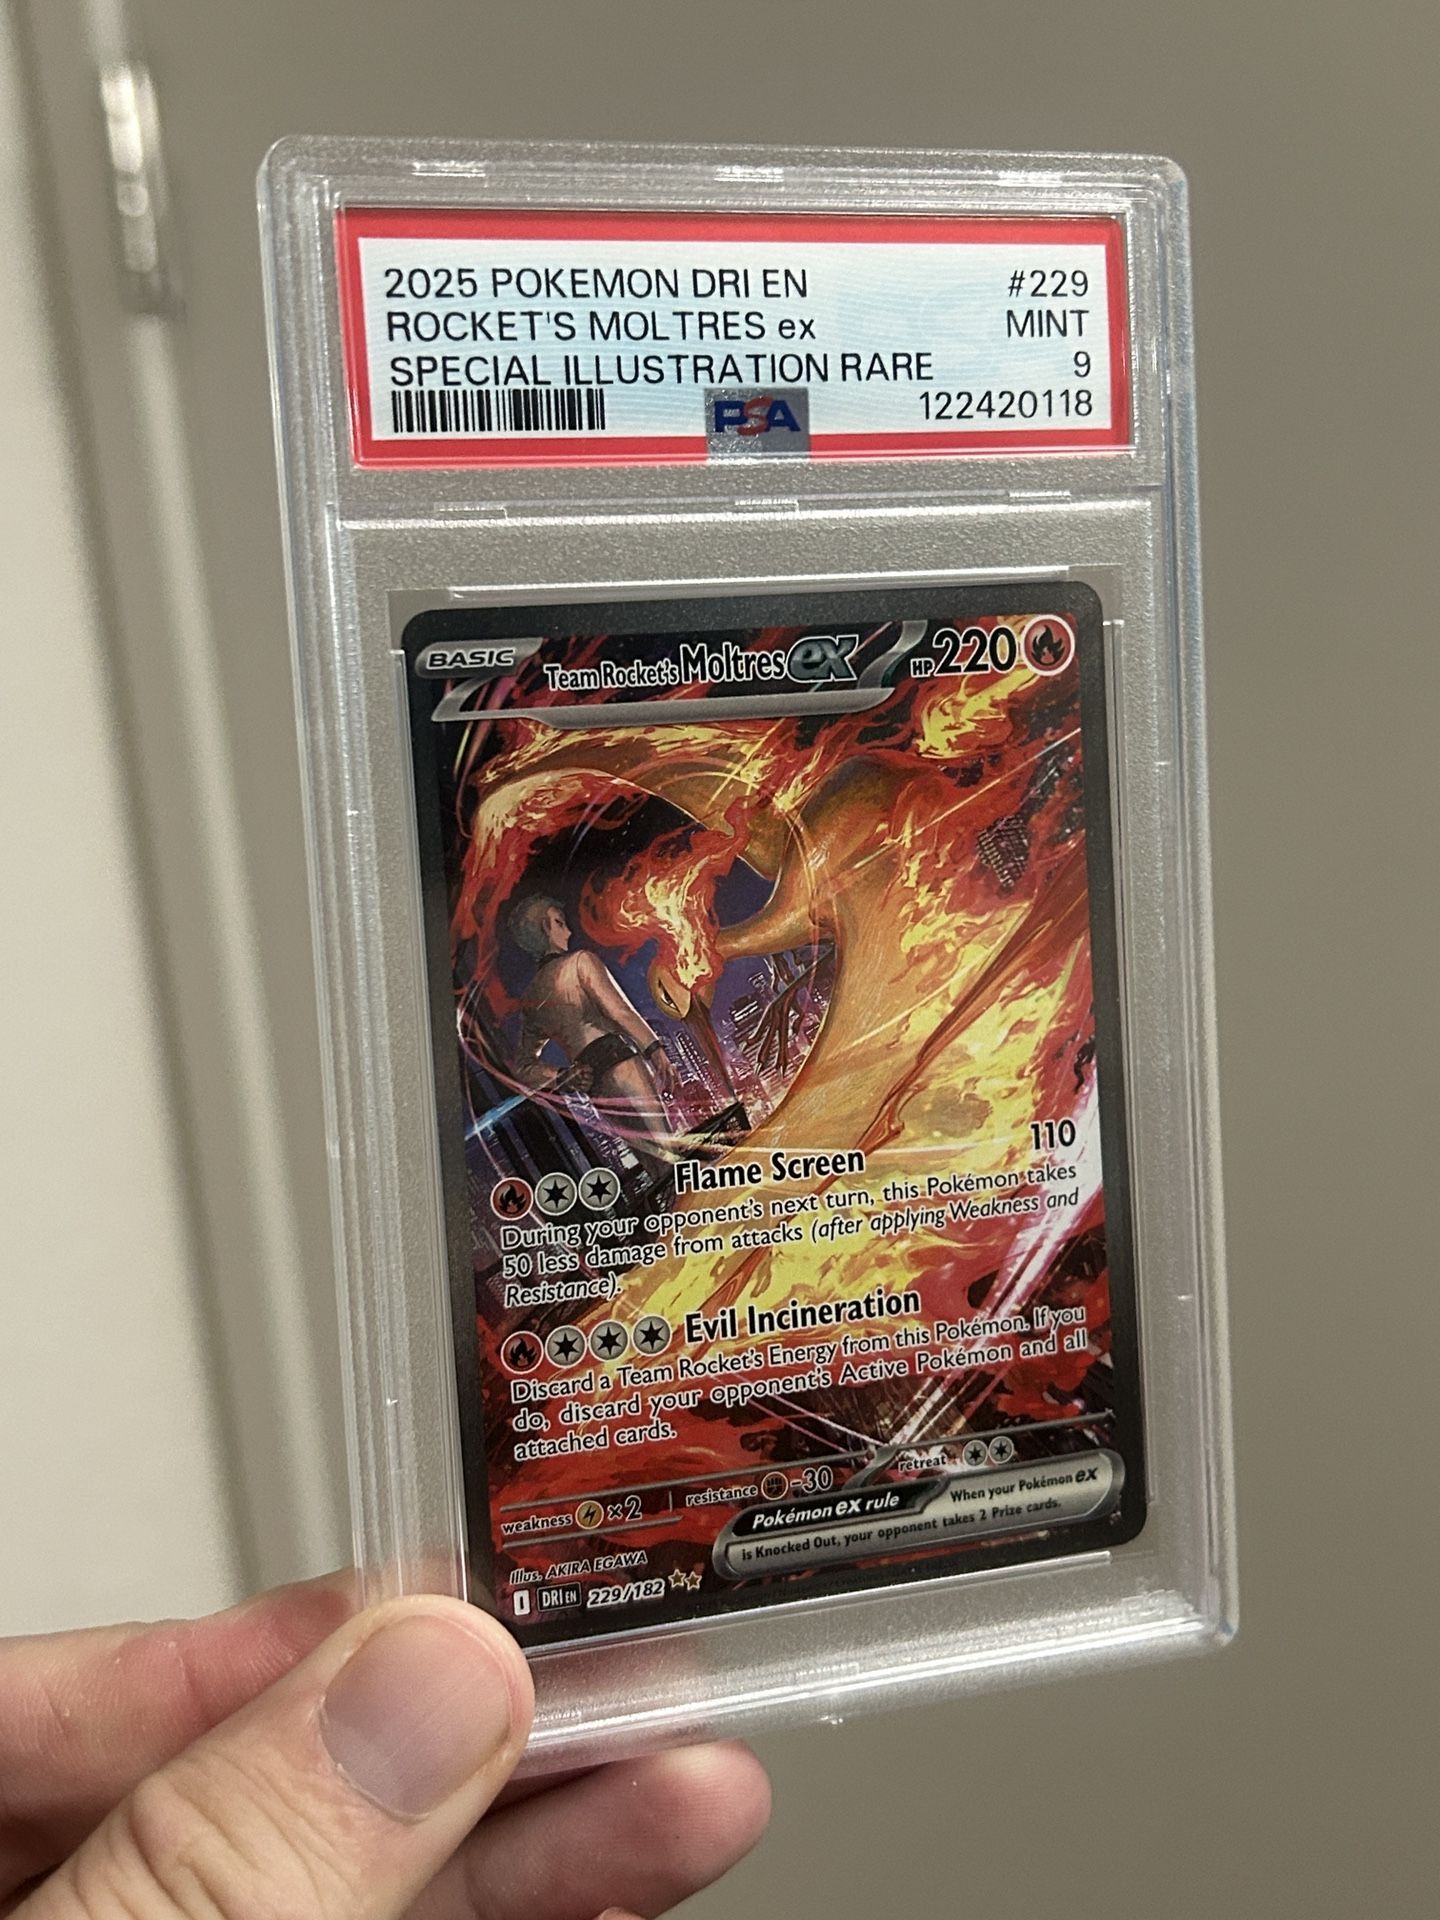 2025 POKEMON DRI EN #229
ROCKET'S MOLTRES ex MINT
SPECIAL ILLUSTRATION RARE 9
PSA 122420118
BASIC Team Rocket's Moltres ex HP 220
Flame Screen 110
During your opponent's next turn, this Pokémon takes
50 less damage from attacks (after applying Weakness and
Resistance).
Evil Incineration
Discard a Team Rocket's Energy from this Pokémon. If you
do, discard your opponent's Active Pokémon and all
attached cards.
weakness ×2 resistance -30 retreat
Pokémon ex rule When your Pokémon ex
is Knocked Out, your opponent takes 2 Prize cards.
Illus. AKIRA EGAWA
I DRI EN 229/182